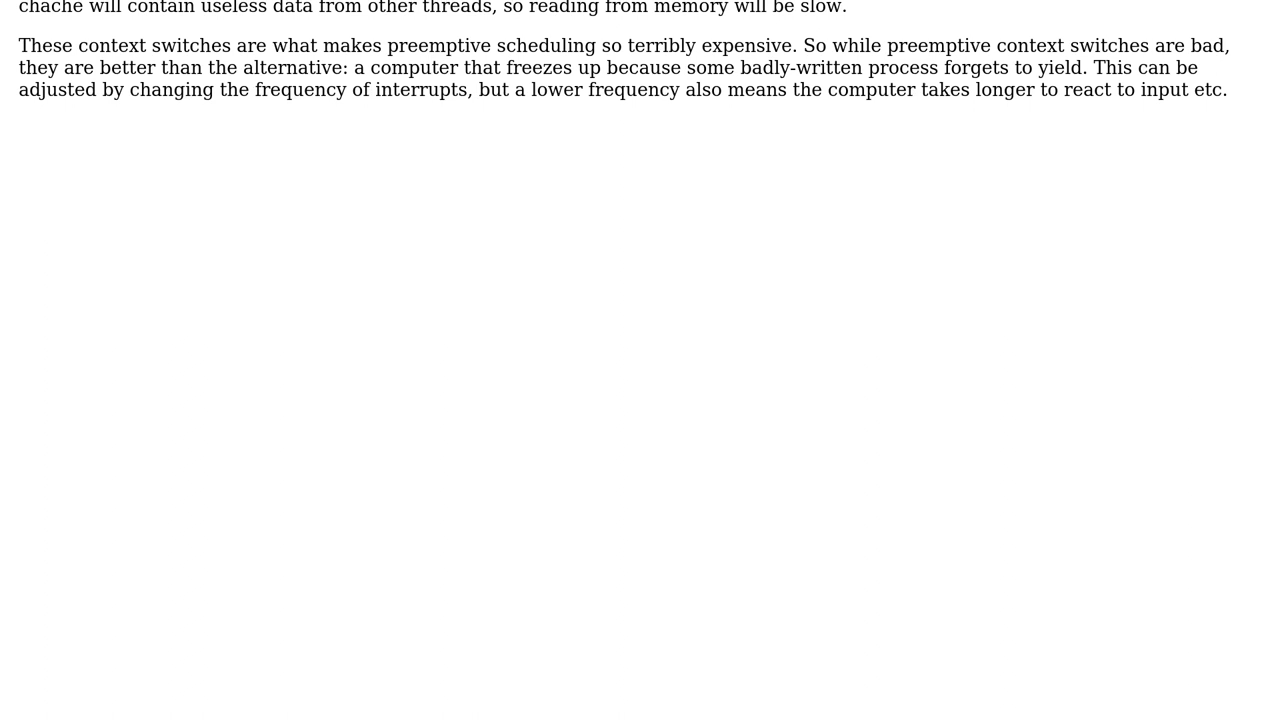 chache will contain useless data from other threads, so reading from memory will be slow.
These context switches are what makes preemptive scheduling so terribly expensive. So while preemptive context switches are bad,
they are better than the alternative: a computer that freezes up because some badly-written process forgets to yield. This can be
adjusted by changing the frequency of interrupts, but a lower frequency also means the computer takes longer to react to input etc.